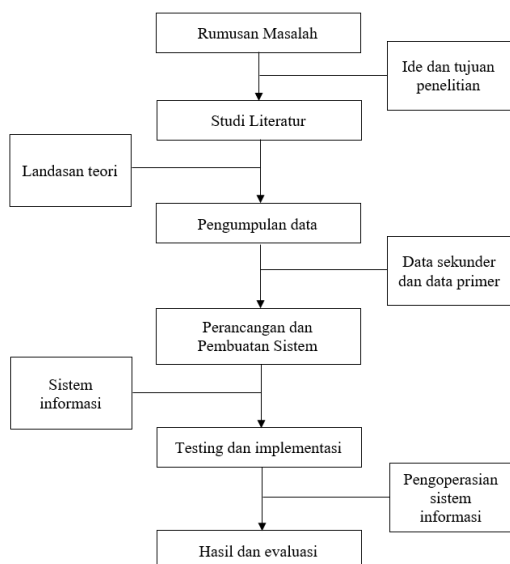 Rumusan Masalah
Ide dan tujuan
penelitian
Studi Literatur
Landasan teori
Pengumpulan data
Data sekunder
dan data primer
Perancangan dan
Pembuatan Sistem
Sistem
informasi
Testing dan implementasi
Pengoperasian
sistem
informasi
Hasil dan evaluasi